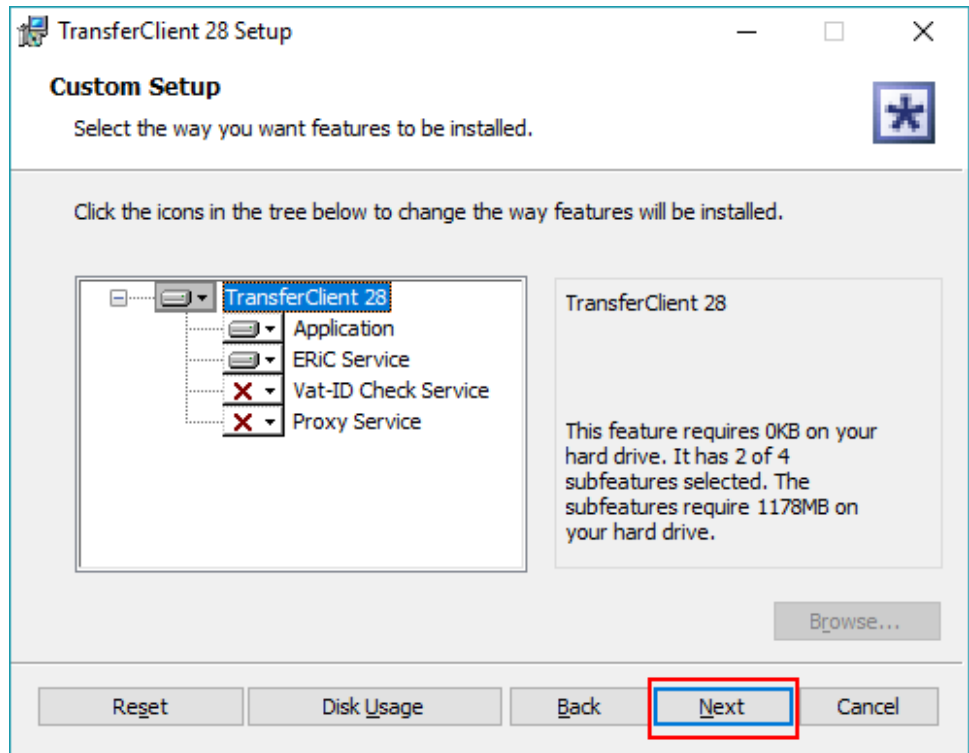 TransferClient 28 Setup
Custom Setup
Select the way you want features to be installed.
Click the icons in the tree below to change the way features will be installed.
TransferClient 28
Application
ERiC Service
Vat-ID Check Service
Proxy Service
TransferClient 28
This feature requires 0KB on your
hard drive. It has 2 of 4
subfeatures selected. The
subfeatures require 1178MB on
your hard drive.
Browse...
Reset
Disk Usage
Back
Next
Cancel